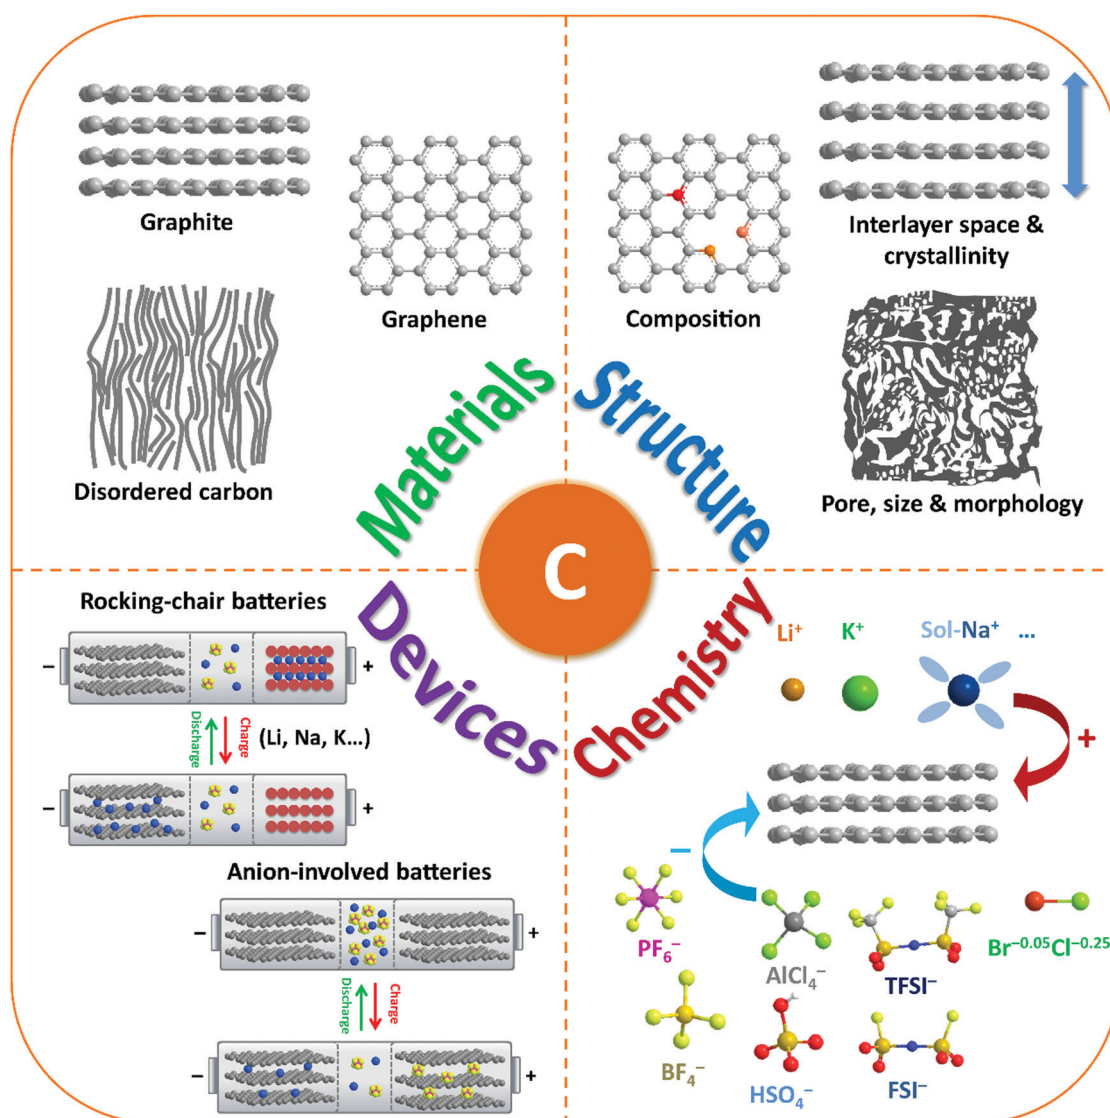 Graphite
Graphene
Disordered carbon
Materials
Composition
Interlayer space &
crystallinity
Pore, size & morphology
Structure
C
Devices
Rocking-chair batteries
−
+
Discharge
Charge
(Li, Na, K...)
−
+
Anion-involved batteries
−
+
Discharge
Charge
−
+
Chemistry
Li⁺
K⁺
Sol-Na⁺ ...
+
−
PF₆⁻
AlCl₄⁻
TFSI⁻
Br⁻⁰·⁰⁵Cl⁻⁰·²⁵
BF₄⁻
HSO₄⁻
FSI⁻